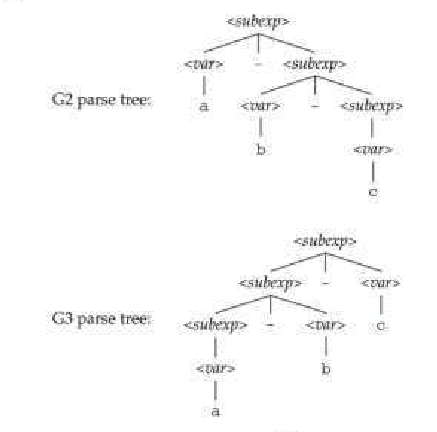 <subexp>
<var> - <subexp>
G2 parse tree: a <var> - <subexp>
b <var>
c
<subexp>
<subexp> - <var>
G3 parse tree: <subexp> - <var> c
<var> b
a